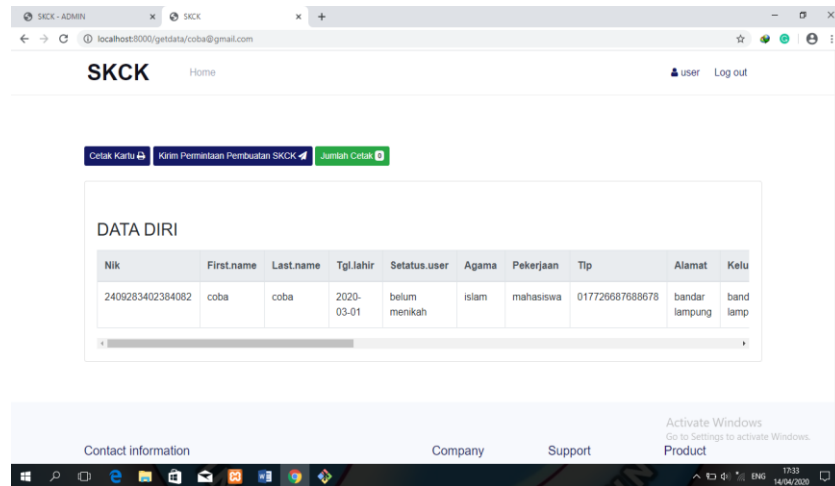 SKCK - ADMIN
SKCK
localhost:8000/getdata/coba@gmail.com
SKCK Home user Log out
Cetak Kartu Kirim Permintaan Pembuatan SKCK Jumlah Cetak
DATA DIRI
Nik First.name Last.name Tgl.lahir Setatus.user Agama Pekerjaan Tlp Alamat Kelu
2409283402384082 coba coba 2020- belum islam mahasiswa 017726687688678 bandar band
03-01 menikah lampung lamp
Activate Windows
Go to Settings to activate Windows.
Contact information Company Support Product
ENG 17:33
14/04/2020